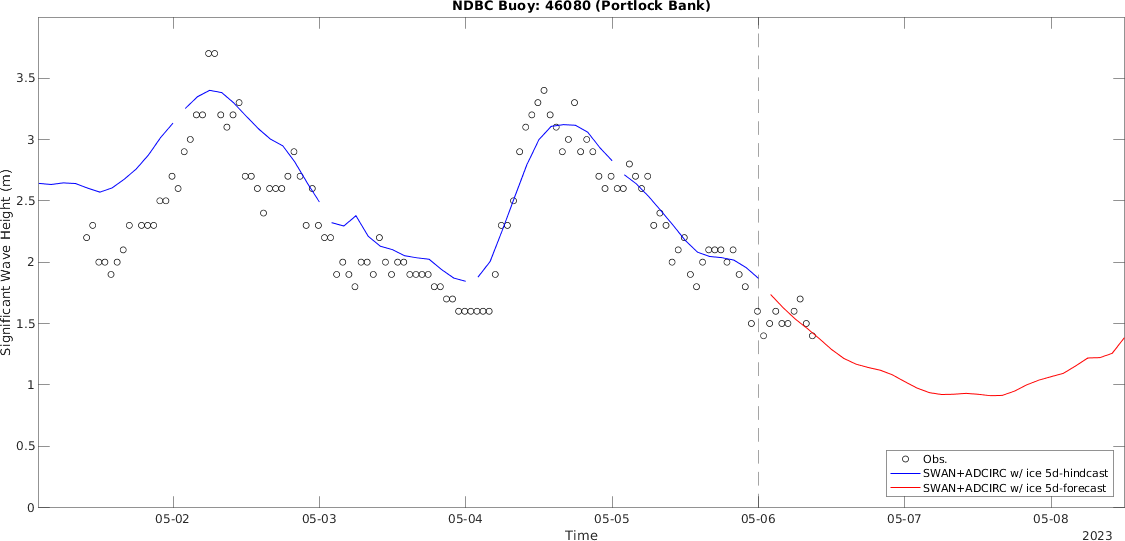 NDBC Buoy: 46080 (Portlock Bank)
Significant Wave Height (m)
3.5
3
2.5
2
1.5
1
0.5
0
Obs.
SWAN+ADCIRC w/ ice 5d-hindcast
SWAN+ADCIRC w/ ice 5d-forecast
05-02
05-03
05-04
05-05
05-06
05-07
05-08
Time
2023